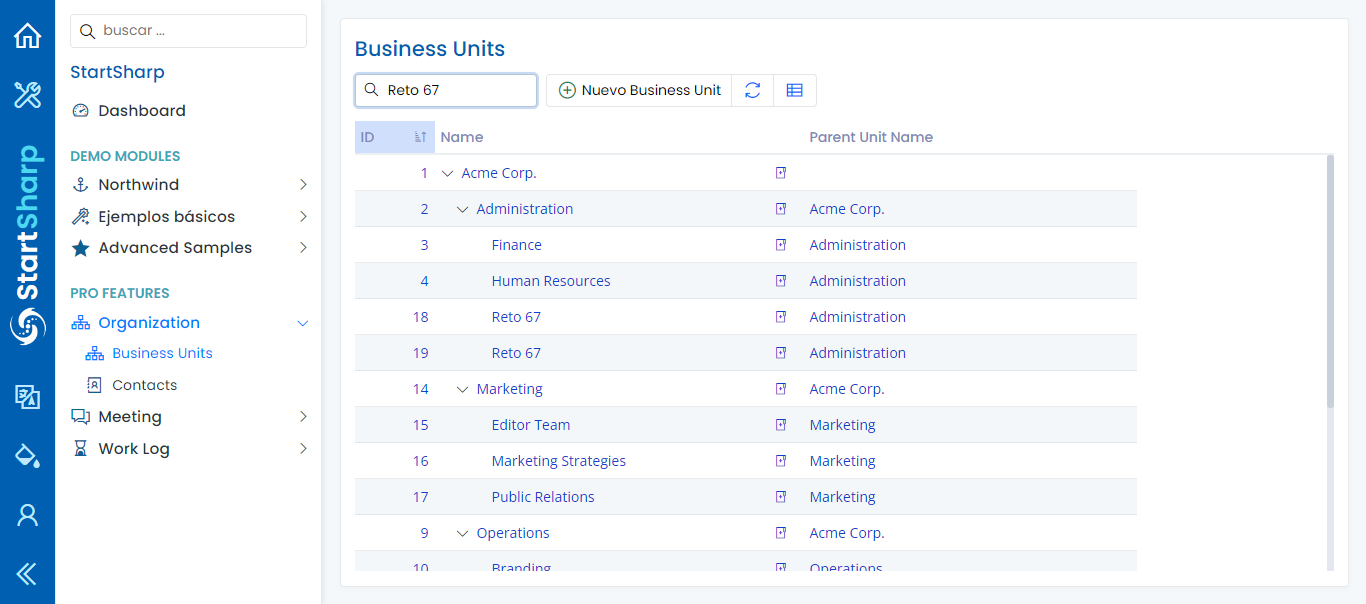 buscar ...
StartSharp
Dashboard
DEMO MODULES
Northwind
Ejemplos básicos
Advanced Samples
PRO FEATURES
Organization
Business Units
Contacts
Meeting
Work Log
StartSharp
Business Units
Reto 67
Nuevo Business Unit
ID Name Parent Unit Name
1 Acme Corp.
2 Administration Acme Corp.
3 Finance Administration
4 Human Resources Administration
18 Reto 67 Administration
19 Reto 67 Administration
14 Marketing Acme Corp.
15 Editor Team Marketing
16 Marketing Strategies Marketing
17 Public Relations Marketing
9 Operations Acme Corp.
10 Branding Operations